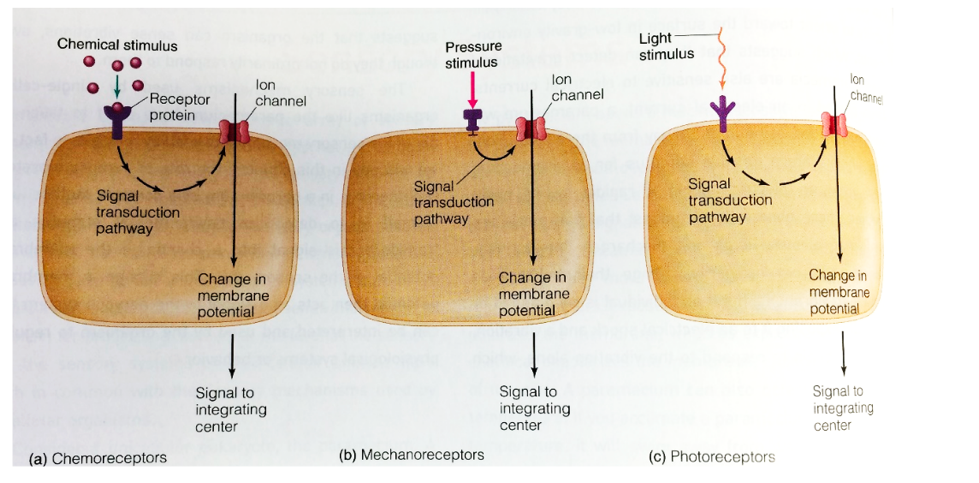 Chemical stimulus
Receptor
protein
Ion
channel
Signal
transduction
pathway
Change in
membrane
potential
Signal to
integrating
center
(a) Chemoreceptors
Pressure
stimulus
Ion
channel
Signal
transduction
pathway
Change in
membrane
potential
Signal to
integrating
center
(b) Mechanoreceptors
Light
stimulus
Ion
channel
Signal
transduction
pathway
Change in
membrane
potential
Signal to
integrating
center
(c) Photoreceptors